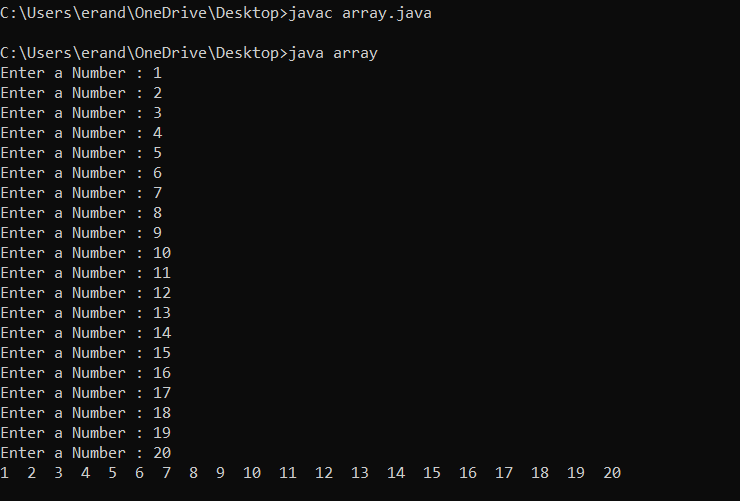 C:\Users\erand\OneDrive\Desktop>javac array.java
C:\Users\erand\OneDrive\Desktop>java array
Enter a Number : 1
Enter a Number : 2
Enter a Number : 3
Enter a Number : 4
Enter a Number : 5
Enter a Number : 6
Enter a Number : 7
Enter a Number : 8
Enter a Number : 9
Enter a Number : 10
Enter a Number : 11
Enter a Number : 12
Enter a Number : 13
Enter a Number : 14
Enter a Number : 15
Enter a Number : 16
Enter a Number : 17
Enter a Number : 18
Enter a Number : 19
Enter a Number : 20
1  2  3  4  5  6  7  8  9  10  11  12  13  14  15  16  17  18  19  20